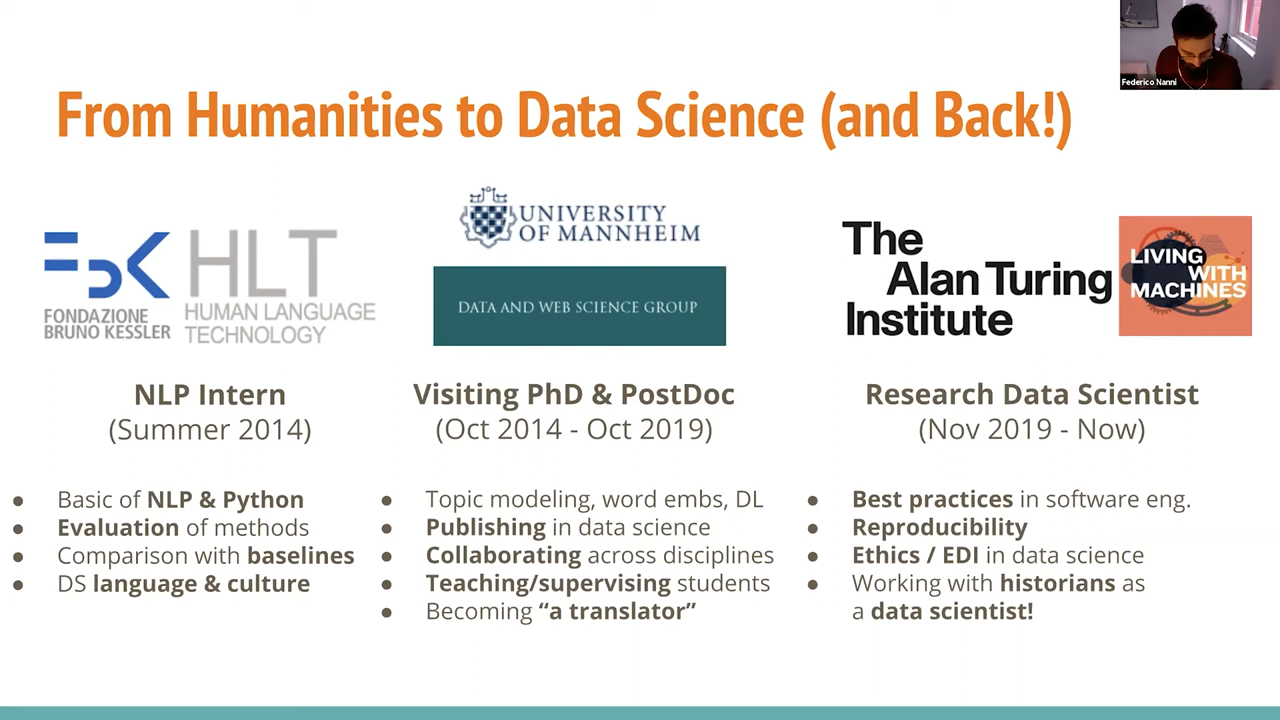 Federico Nanni
From Humanities to Data Science (and Back!)
FBK
FONDAZIONE
BRUNO KESSLER
HLT
HUMAN LANGUAGE
TECHNOLOGY
NLP Intern
(Summer 2014)
● Basic of NLP & Python
● Evaluation of methods
● Comparison with baselines
● DS language & culture
UNIVERSITY
OF MANNHEIM
DATA AND WEB SCIENCE GROUP
Visiting PhD & PostDoc
(Oct 2014 - Oct 2019)
● Topic modeling, word embs, DL
● Publishing in data science
● Collaborating across disciplines
● Teaching/supervising students
● Becoming “a translator”
The
Alan Turing
Institute
LIVING
WITH
MACHINES
Research Data Scientist
(Nov 2019 - Now)
● Best practices in software eng.
● Reproducibility
● Ethics / EDI in data science
● Working with historians as
a data scientist!